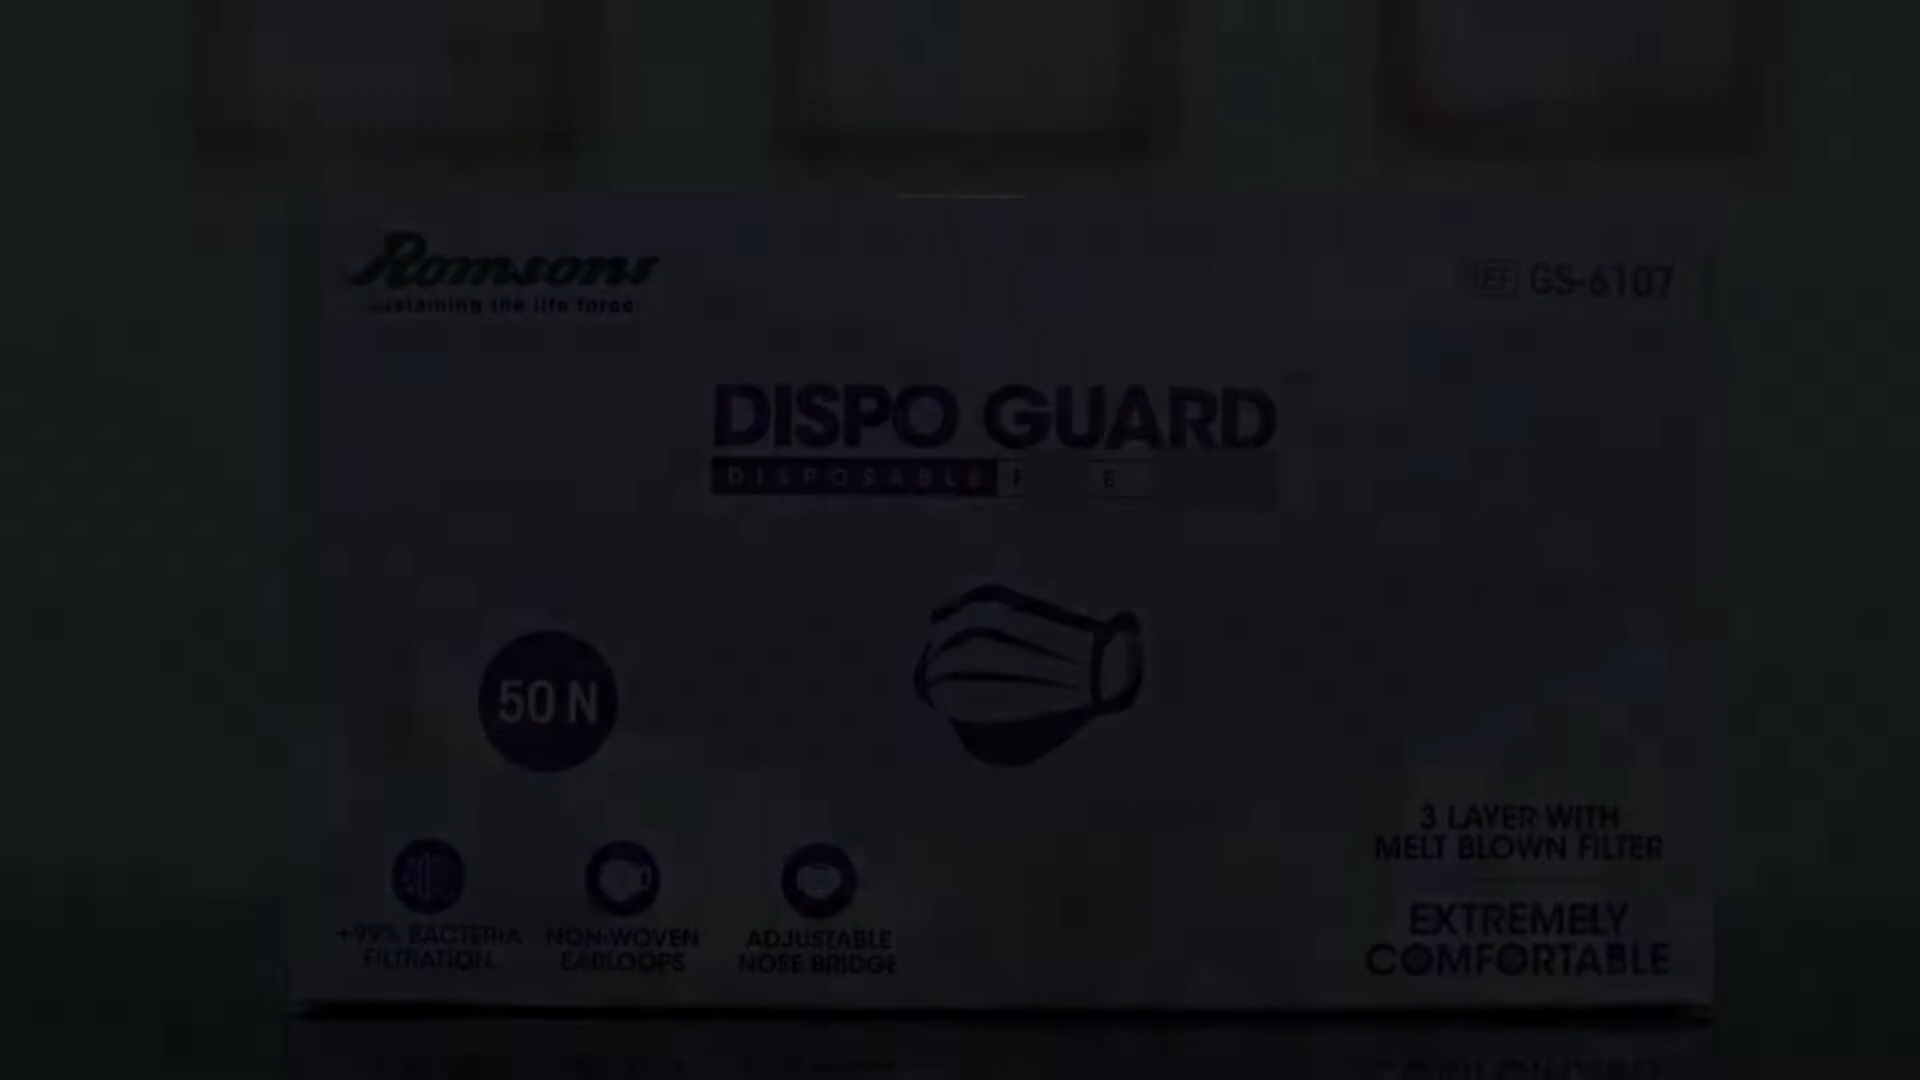 Romsons
sustaining the life force
REF GS-6107
DISPO GUARD
DISPOSABLE F E
50 N
+99% BACTERIA
FILTRATION
NON-WOVEN
EARLOOPS
ADJUSTABLE
NOSE BRIDGE
3 LAYER WITH
MELT BLOWN FILTER
EXTREMELY
COMFORTABLE